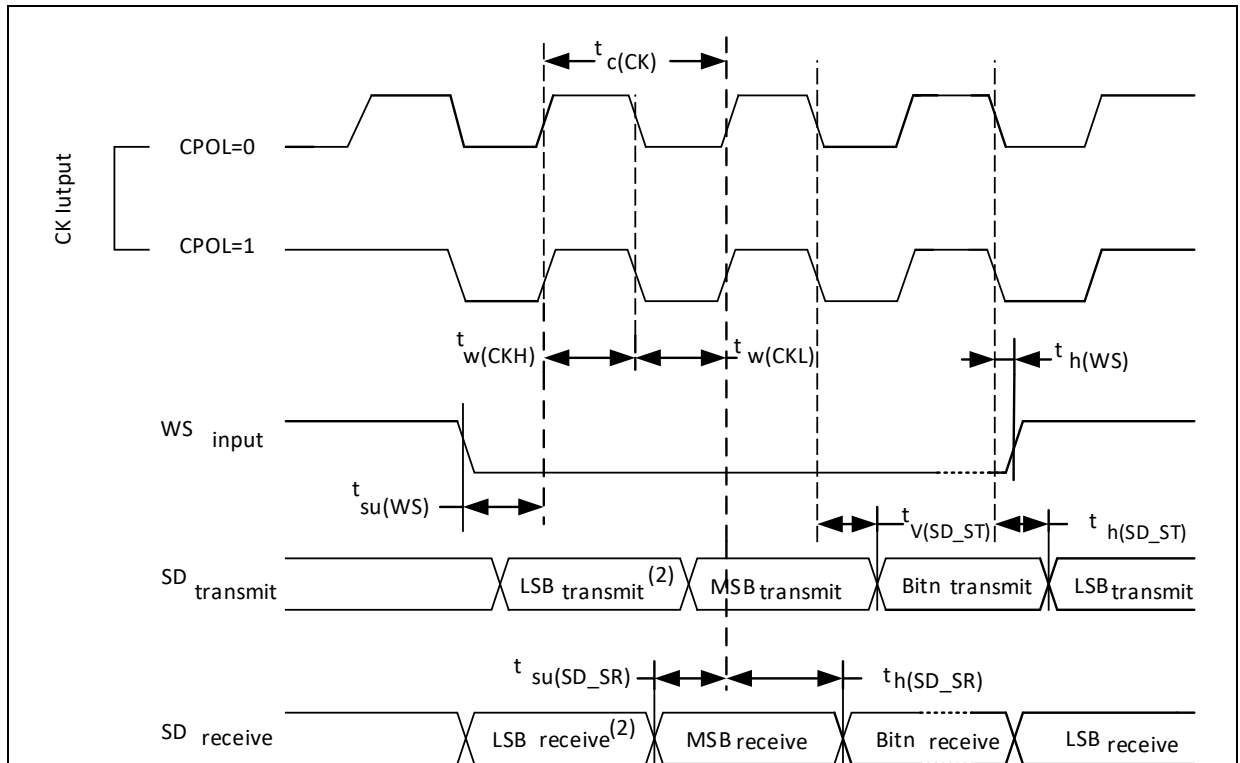 t c(CK)
CPOL=0
CK Iutput
CPOL=1
t w(CKH)
t w(CKL)
t h(WS)
WS input
t su(WS)
t V(SD_ST)
t h(SD_ST)
SD transmit
LSB transmit (2)
MSB transmit
Bitn transmit
LSB transmit
t su(SD_SR)
t h(SD_SR)
SD receive
LSB receive (2)
MSB receive
Bitn receive
LSB receive